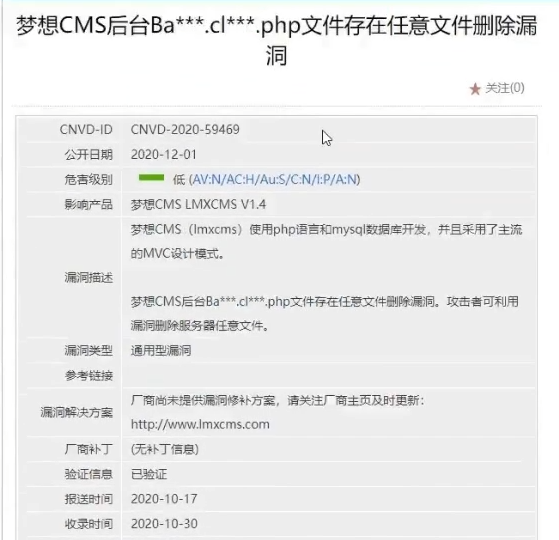 梦想CMS后台Ba***.cl***.php文件存在任意文件删除漏
洞
关注(0)
CNVD-ID CNVD-2020-59469
公开日期 2020-12-01
危害级别 低 (AV:N/AC:H/Au:S/C:N/I:P/A:N)
影响产品 梦想CMS LMXCMS V1.4
梦想CMS（lmxcms）使用php语言和mysql数据库开发，并且采用了主流
的MVC设计模式。
漏洞描述
梦想CMS后台Ba***.cl***.php文件存在任意文件删除漏洞。攻击者可利用
漏洞删除服务器任意文件。
漏洞类型 通用型漏洞
参考链接
漏洞解决方案 厂商尚未提供漏洞修补方案，请关注厂商主页及时更新：
http://www.lmxcms.com
厂商补丁 (无补丁信息)
验证信息 已验证
报送时间 2020-10-17
收录时间 2020-10-30